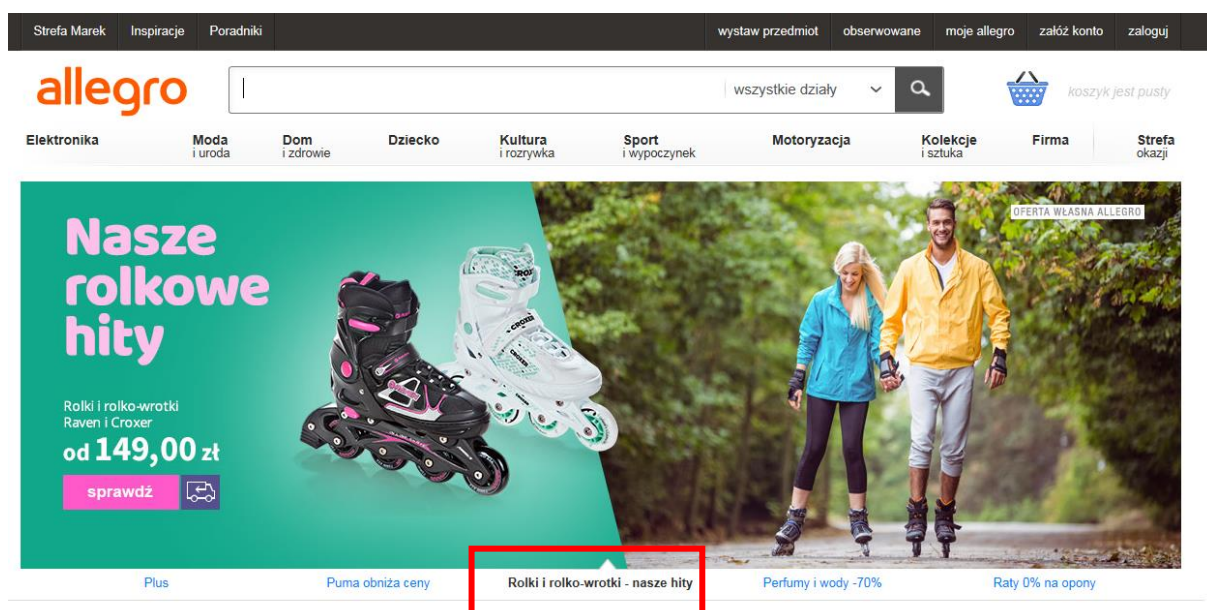 Strefa Marek Inspiracje Poradniki wystaw przedmiot obserwowane moje allegro załóż konto zaloguj
allegro wszystkie działy koszyk jest pusty
Elektronika Moda Dom Dziecko Kultura Sport Motoryzacja Kolekcje Firma Strefa
i uroda i zdrowie i rozrywka i wypoczynek i sztuka okazji
OFERTA WŁASNA ALLEGRO
Nasze
rolkowe
hity
CROXER
Rolki i rolko-wrotki
Raven i Croxer
od 149,00 zł
sprawdź
Plus Puma obniża ceny Rolki i rolko-wrotki - nasze hity Perfumy i wody -70% Raty 0% na opony